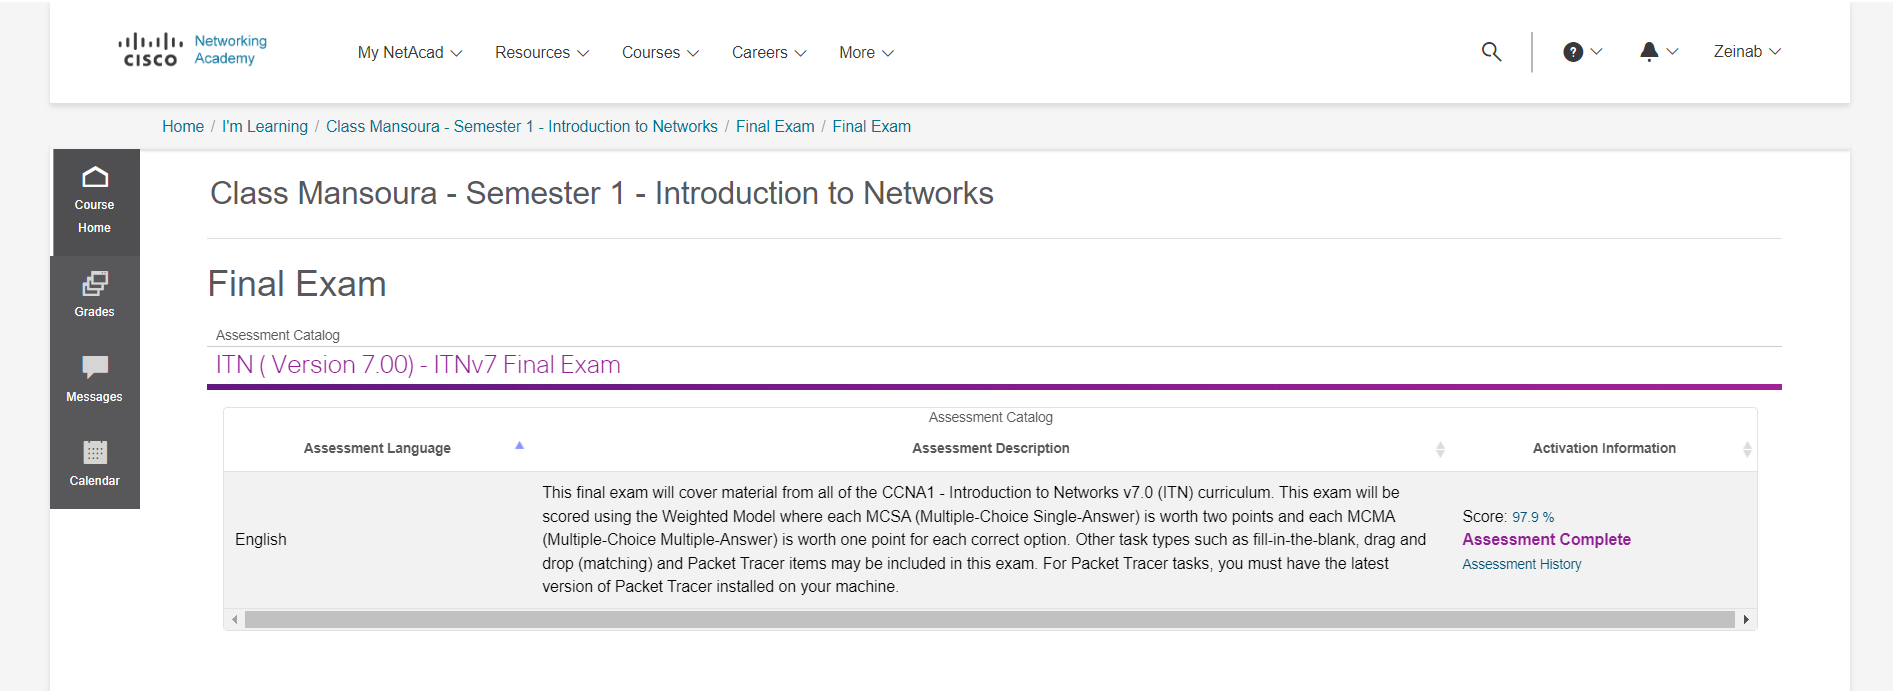 CISCO
Networking
Academy
My NetAcad
Resources
Courses
Careers
More
?
Zeinab
Home / I'm Learning / Class Mansoura - Semester 1 - Introduction to Networks / Final Exam / Final Exam
Course
Home
Grades
Messages
Calendar
Class Mansoura - Semester 1 - Introduction to Networks
Final Exam
Assessment Catalog
ITN ( Version 7.00) - ITNv7 Final Exam
Assessment Catalog
Assessment Language
Assessment Description
Activation Information
English
This final exam will cover material from all of the CCNA1 - Introduction to Networks v7.0 (ITN) curriculum. This exam will be
scored using the Weighted Model where each MCSA (Multiple-Choice Single-Answer) is worth two points and each MCMA
(Multiple-Choice Multiple-Answer) is worth one point for each correct option. Other task types such as fill-in-the-blank, drag and
drop (matching) and Packet Tracer items may be included in this exam. For Packet Tracer tasks, you must have the latest
version of Packet Tracer installed on your machine.
Score: 97.9 %
Assessment Complete
Assessment History